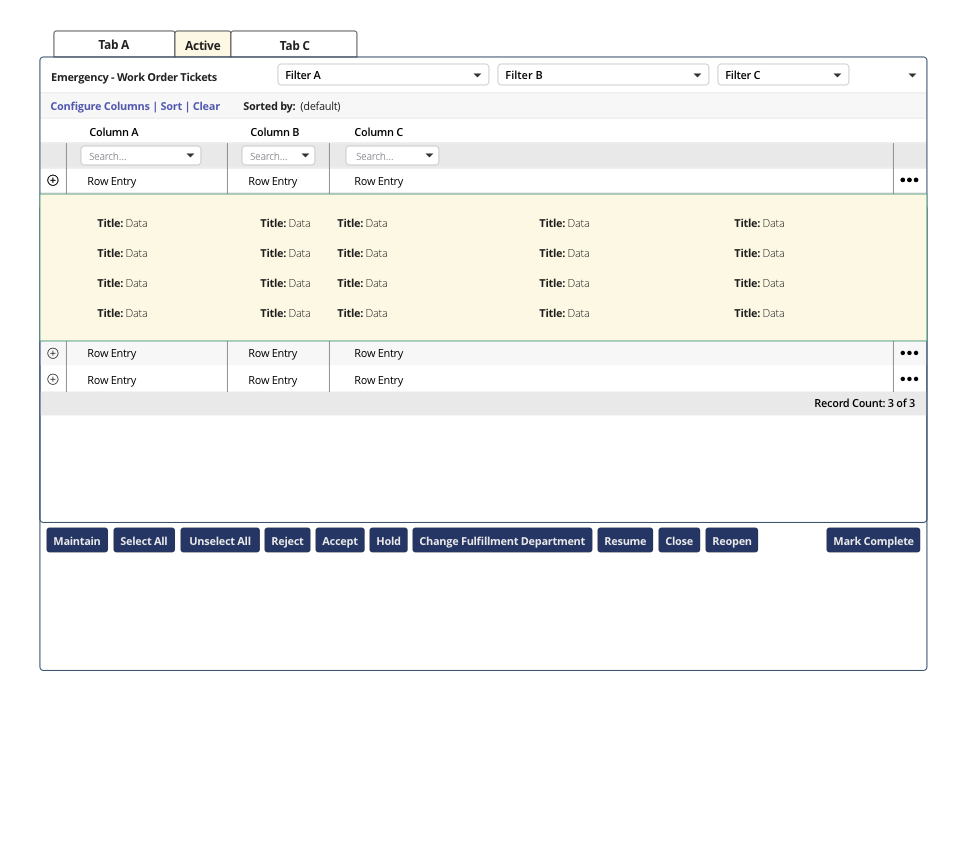 Tab A Active Tab C
Emergency - Work Order Tickets Filter A Filter B Filter C
Configure Columns | Sort | Clear Sorted by: (default)
Column A Column B Column C
Search... Search... Search...
Row Entry Row Entry Row Entry
Title: Data Title: Data Title: Data Title: Data Title: Data
Title: Data Title: Data Title: Data Title: Data Title: Data
Title: Data Title: Data Title: Data Title: Data Title: Data
Title: Data Title: Data Title: Data Title: Data Title: Data
Row Entry Row Entry Row Entry
Row Entry Row Entry Row Entry
Record Count: 3 of 3
Maintain Select All Unselect All Reject Accept Hold Change Fulfillment Department Resume Close Reopen Mark Complete